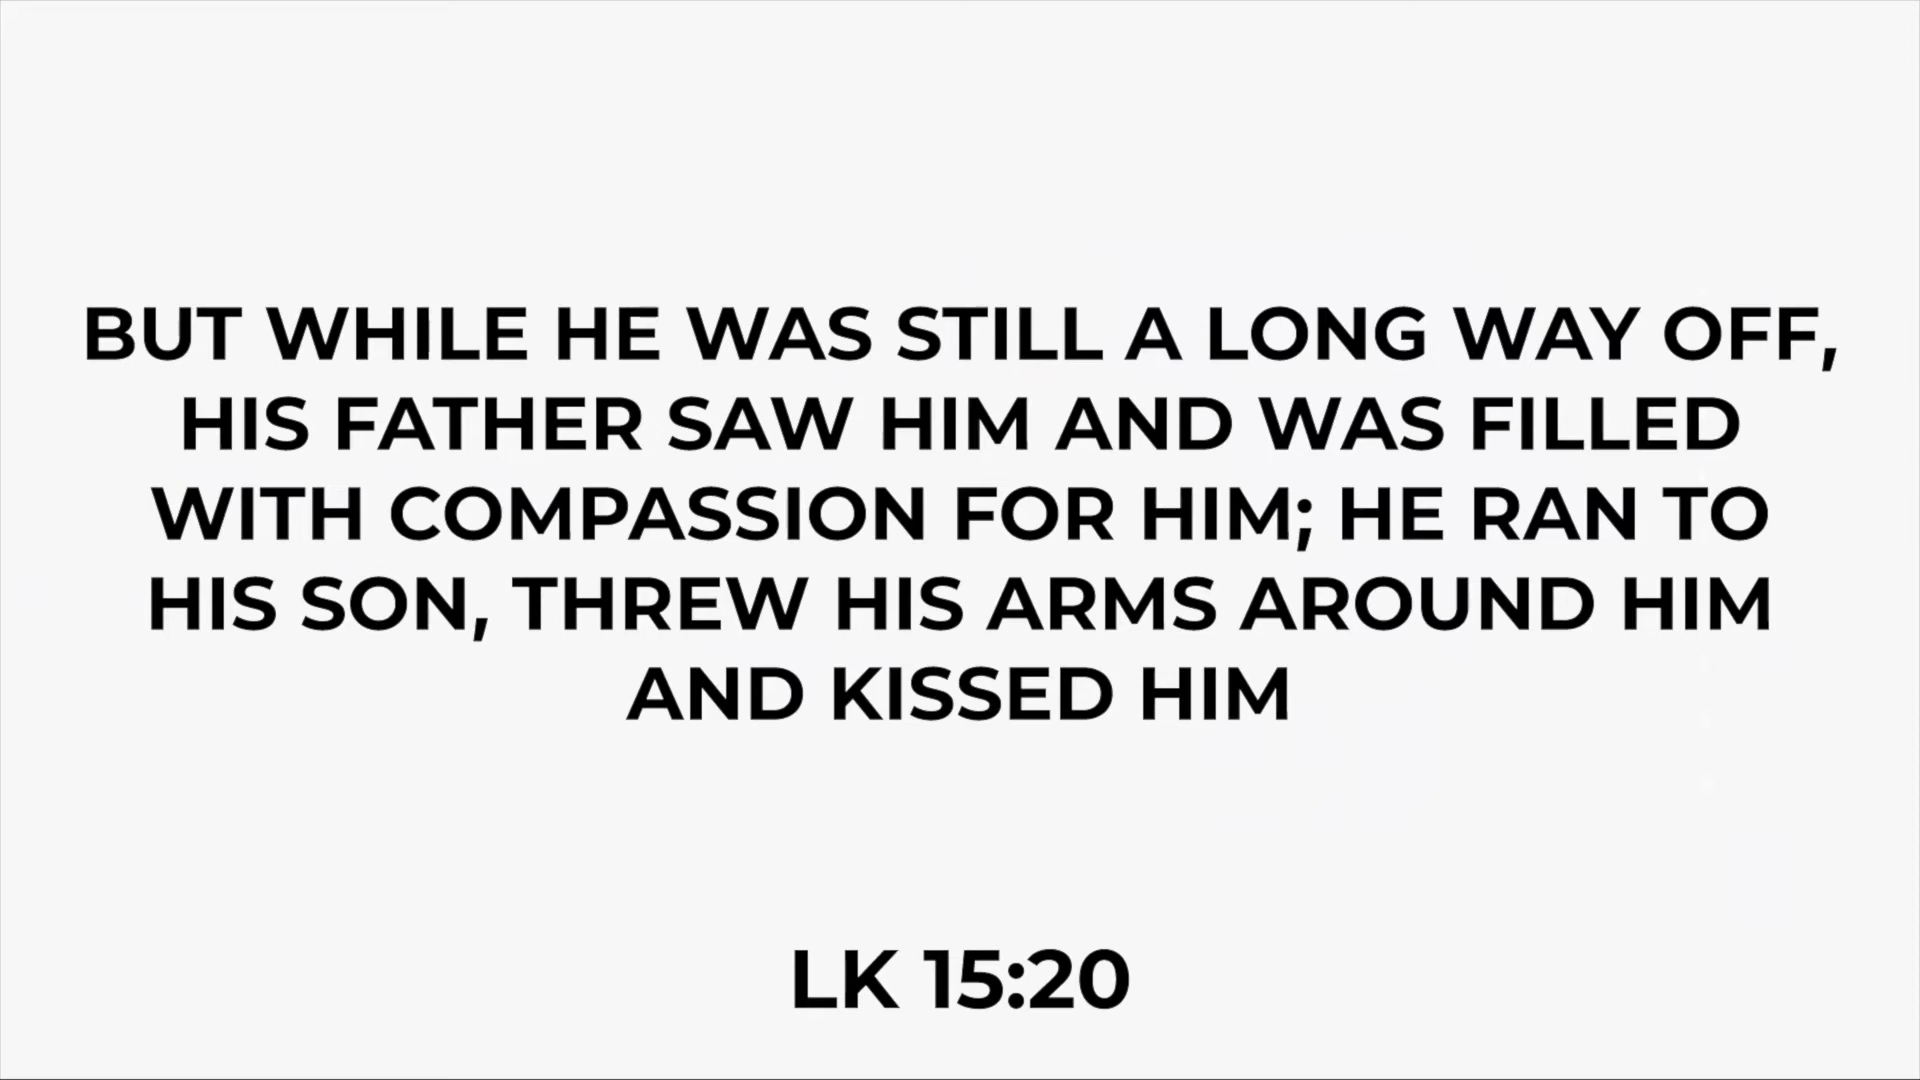 BUT WHILE HE WAS STILL A LONG WAY OFF,
HIS FATHER SAW HIM AND WAS FILLED
WITH COMPASSION FOR HIM; HE RAN TO
HIS SON, THREW HIS ARMS AROUND HIM
AND KISSED HIM
LK 15:20